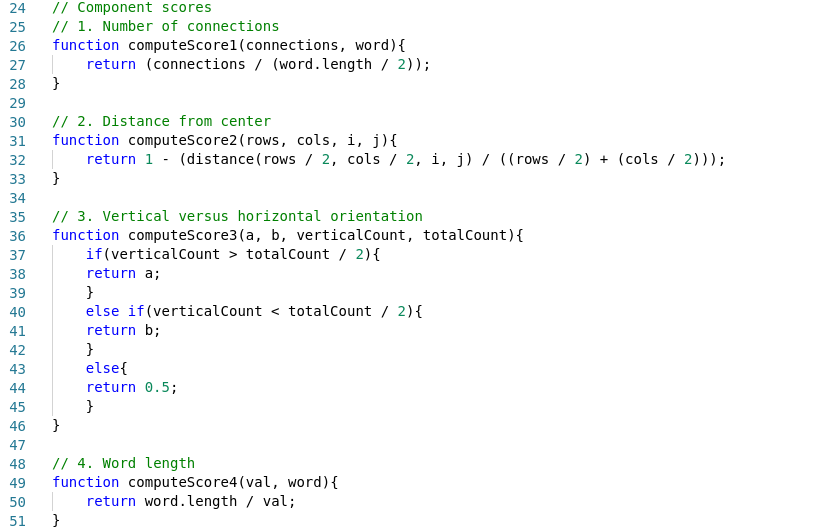 24 // Component scores
25 // 1. Number of connections
26 function computeScore1(connections, word){
27     return (connections / (word.length / 2));
28 }
29
30 // 2. Distance from center
31 function computeScore2(rows, cols, i, j){
32     return 1 - (distance(rows / 2, cols / 2, i, j) / ((rows / 2) + (cols / 2)));
33 }
34
35 // 3. Vertical versus horizontal orientation
36 function computeScore3(a, b, verticalCount, totalCount){
37     if(verticalCount > totalCount / 2){
38     return a;
39     }
40     else if(verticalCount < totalCount / 2){
41     return b;
42     }
43     else{
44     return 0.5;
45     }
46 }
47
48 // 4. Word length
49 function computeScore4(val, word){
50     return word.length / val;
51 }